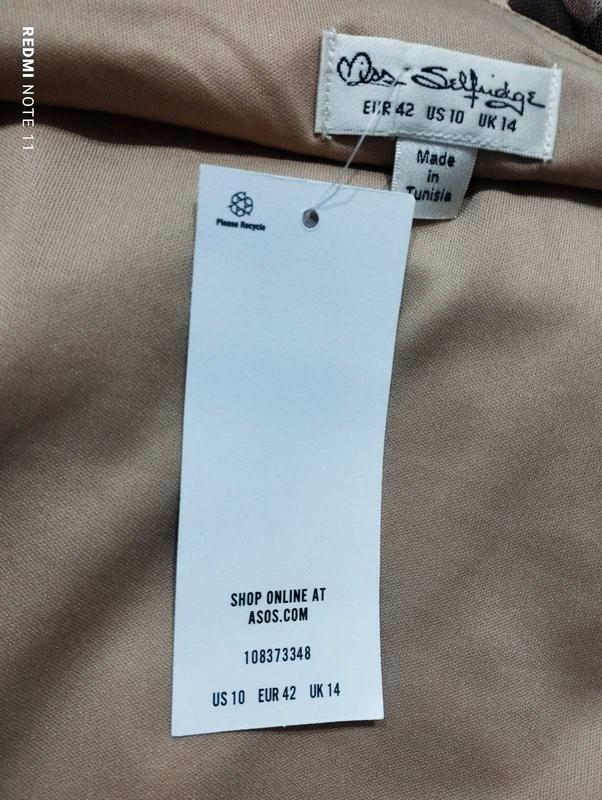 REDMI NOTE 11
Miss Selfridge
EUR 42 US 10 UK 14
Made
in
Tunisia
Please Recycle
SHOP ONLINE AT
ASOS.COM
108373348
US 10 EUR 42 UK 14